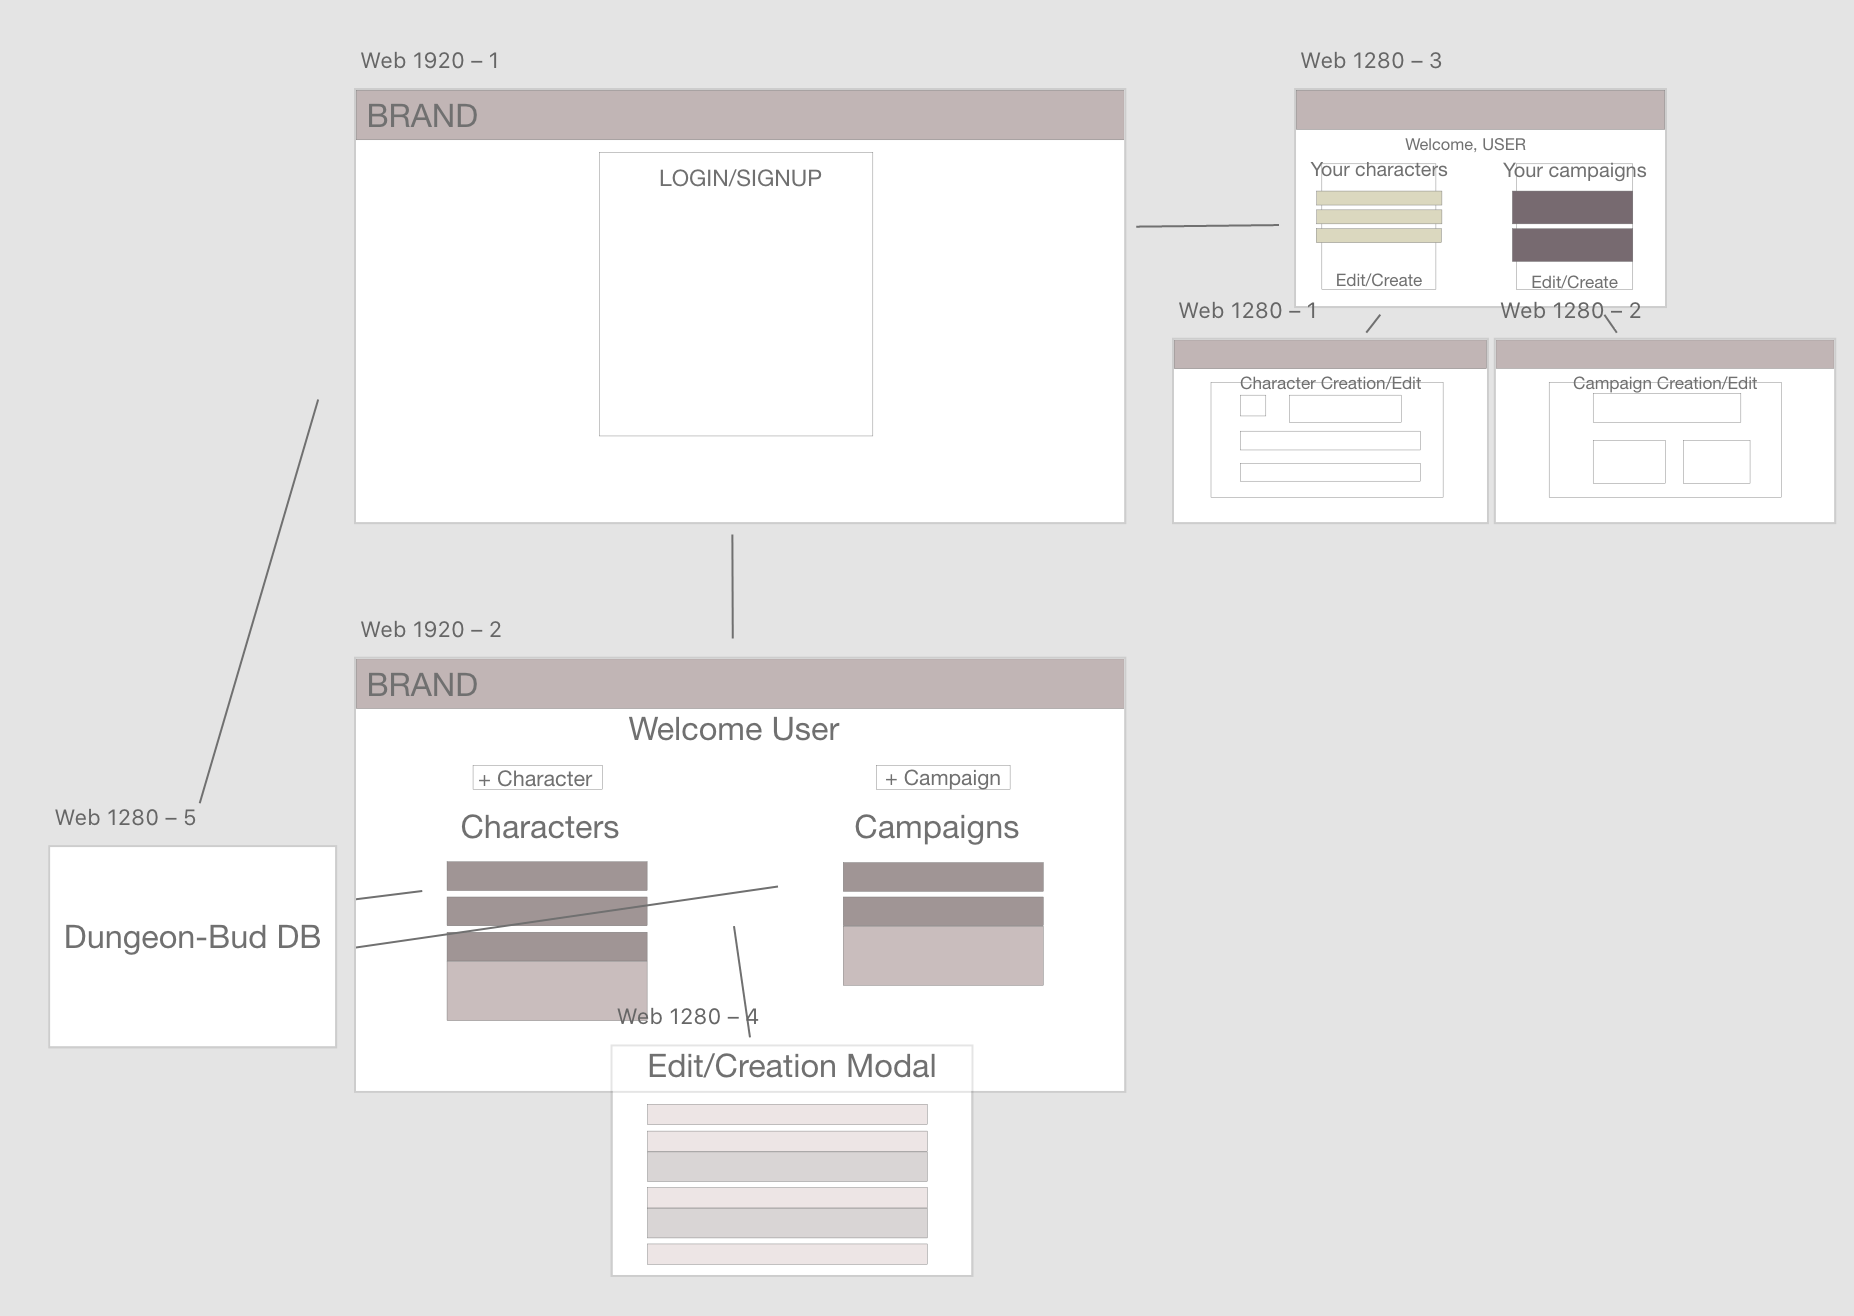 Web 1920 – 1
BRAND
LOGIN/SIGNUP
Web 1280 – 3
Welcome, USER
Your characters
Your campaigns
Edit/Create
Edit/Create
Web 1280 – 1
Character Creation/Edit
Web 1280 – 2
Campaign Creation/Edit
Web 1920 – 2
BRAND
Welcome User
+ Character
+ Campaign
Characters
Campaigns
Web 1280 – 5
Dungeon-Bud DB
Web 1280 – 4
Edit/Creation Modal